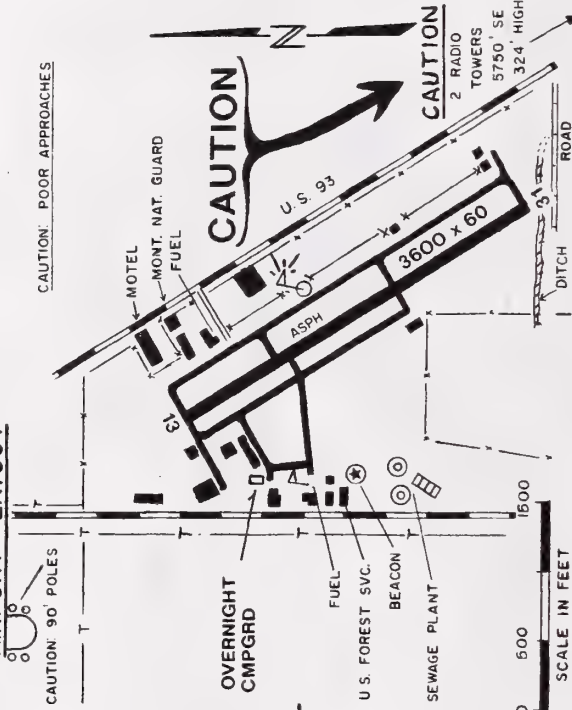 CAUTION: POOR APPROACHES
CAUTION: 90' POLES
MOTEL
MONT. NAT. GUARD
FUEL
CAUTION
N
CAUTION
2 RADIO
TOWERS
5750' SE
324' HIGH
U.S. 93
13
ASPH
3600 x 60
31
DITCH
ROAD
T
T
T
T
T
T
OVERNIGHT
CMPGRD
FUEL
U.S. FOREST SVC.
BEACON
SEWAGE PLANT
600
1500
SCALE IN FEET